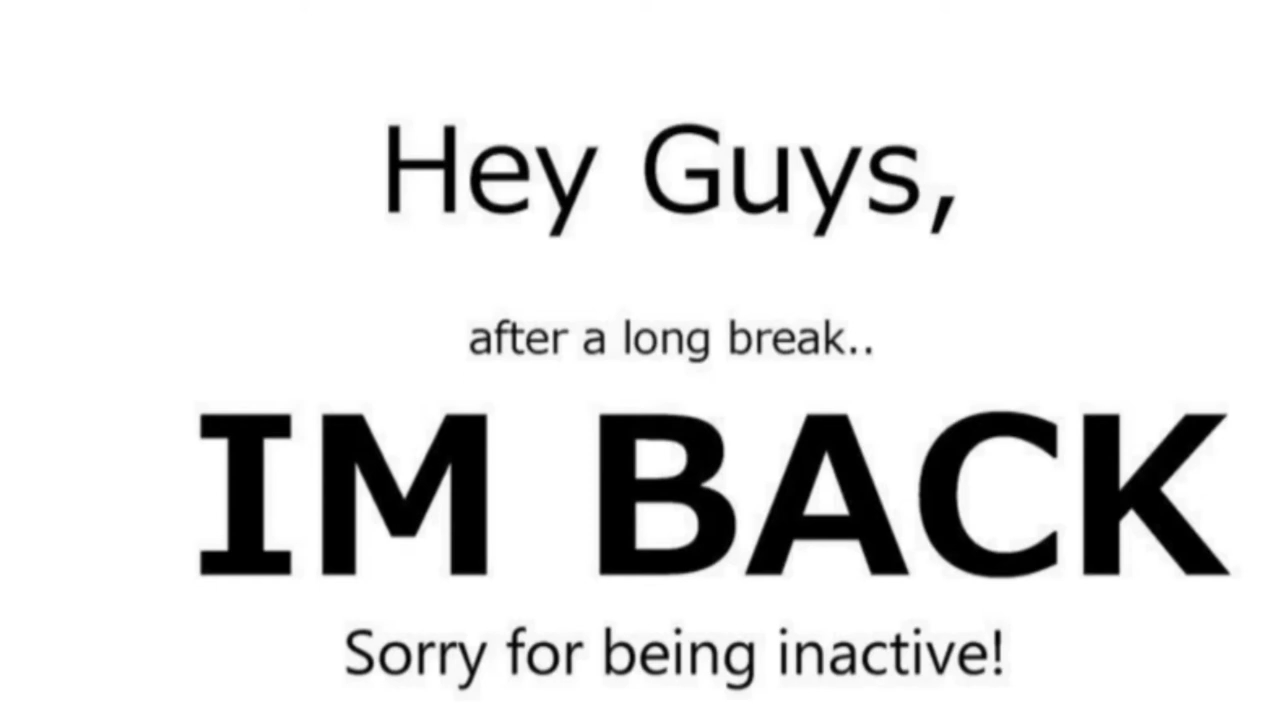 Hey Guys,
after a long break..
IM BACK
Sorry for being inactive!